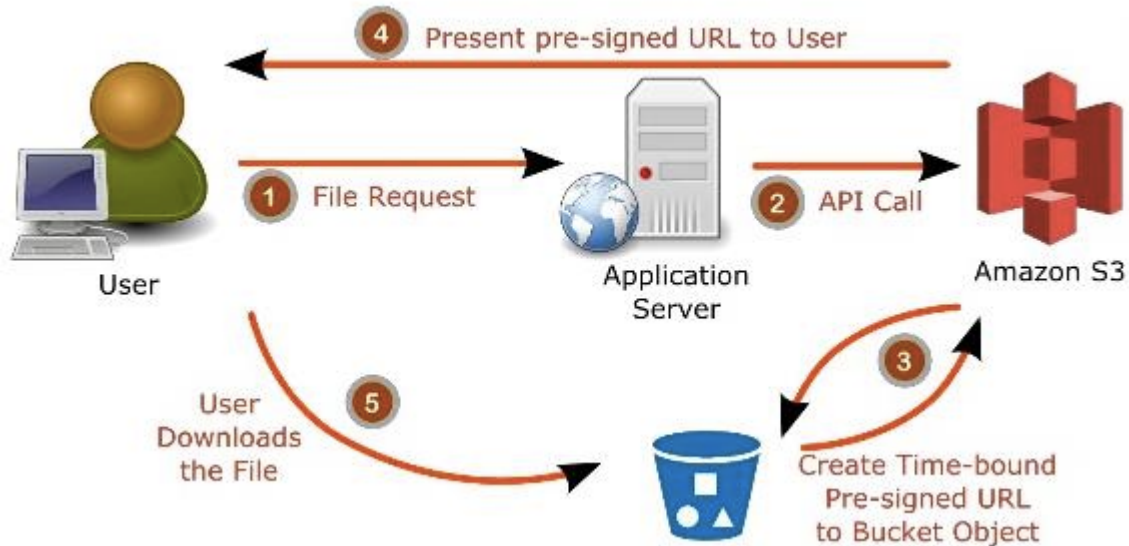 4 Present pre-signed URL to User
1 File Request
2 API Call
User
Application
Server
Amazon S3
3
5
User
Downloads
the File
Create Time-bound
Pre-signed URL
to Bucket Object